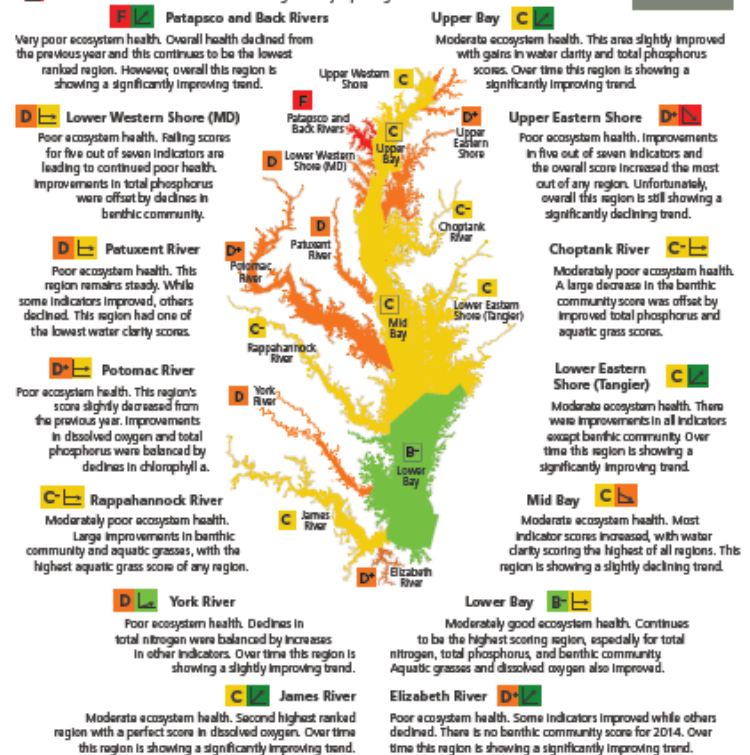 F Patapsco and Back Rivers
Very poor ecosystem health. Overall health declined from
the previous year and this continues to be the lowest
ranked region. However, overall this region is
showing a significantly improving trend.
D Lower Western Shore (MD)
Poor ecosystem health. Failing scores
for five out of seven indicators are
leading to continued poor health.
Improvements in total phosphorus
were offset by declines in
benthic community.
D Patuxent River
Poor ecosystem health. This
region remains steady. While
some indicators improved, others
declined. This region had one of
the lowest water clarity scores.
D+ Potomac River
Poor ecosystem health. This region's
score slightly decreased from
the previous year. Improvements
in dissolved oxygen and total
phosphorus were balanced by
declines in chlorophyll a.
C- Rappahannock River
Moderately poor ecosystem health.
Large improvements in benthic
community and aquatic grasses, with the
highest aquatic grass score of any region.
D York River
Poor ecosystem health. Declines in
total nitrogen were balanced by increases
in other indicators. Over time this region is
showing a slightly improving trend.
C James River
Moderate ecosystem health. Second highest ranked
region with a perfect score in dissolved oxygen. Over time
this region is showing a significantly improving trend.
Upper Western
Shore
C
F
Patapsco and
Back Rivers
D
Lower Western
Shore (MD)
C
Upper
Bay
D+
Upper
Eastern
Shore
C-
Choptank
River
D
Patuxent
River
D+
Potomac
River
C
Mid
Bay
C
Lower Eastern
Shore (Tangier)
C-
Rappahannock
River
D
York
River
B-
Lower
Bay
C
James
River
D+
Elizabeth
River
Upper Bay C
Moderate ecosystem health. This area slightly improved
with gains in water clarity and total phosphorus
scores. Over time this region is showing a
significantly improving trend.
Upper Eastern Shore D+
Poor ecosystem health. Improvements
in five out of seven indicators and
the overall score increased the most
out of any region. Unfortunately,
overall this region is still showing a
significantly declining trend.
Choptank River C-
Moderately poor ecosystem health.
A large decrease in the benthic
community score was offset by
improved total phosphorus and
aquatic grass scores.
Lower Eastern
Shore (Tangier) C
Moderate ecosystem health. There
were improvements in all indicators
except benthic community. Over
time this region is showing a
significantly improving trend.
Mid Bay C
Moderate ecosystem health. Most
indicator scores increased, with water
clarity scoring the highest of all regions. This
region is showing a slightly declining trend.
Lower Bay B-
Moderately good ecosystem health. Continues
to be the highest scoring region, especially for total
nitrogen, total phosphorus, and benthic community.
Aquatic grasses and dissolved oxygen also improved.
Elizabeth River D+
Poor ecosystem health. Some indicators improved while others
declined. There is no benthic community score for 2014. Over
time this region is showing a significantly improving trend.